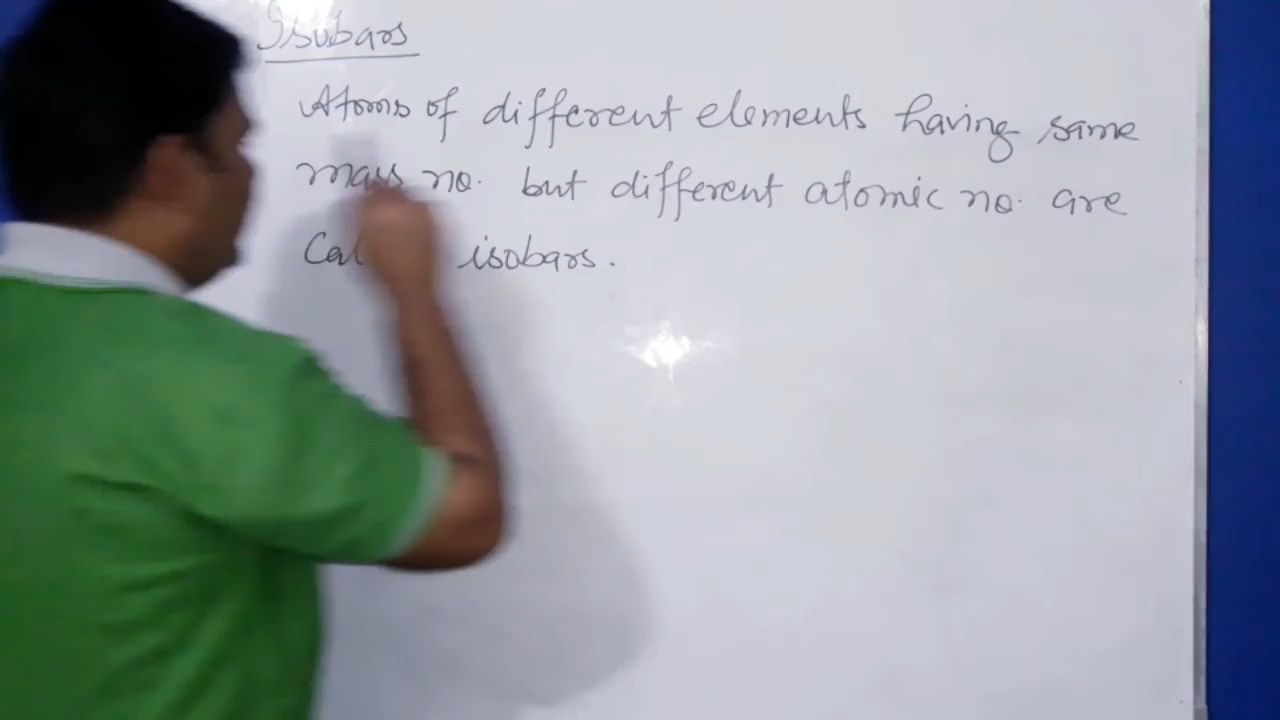 Isobars
Atoms of different elements having same
mass no. but different atomic no. are
isobars.